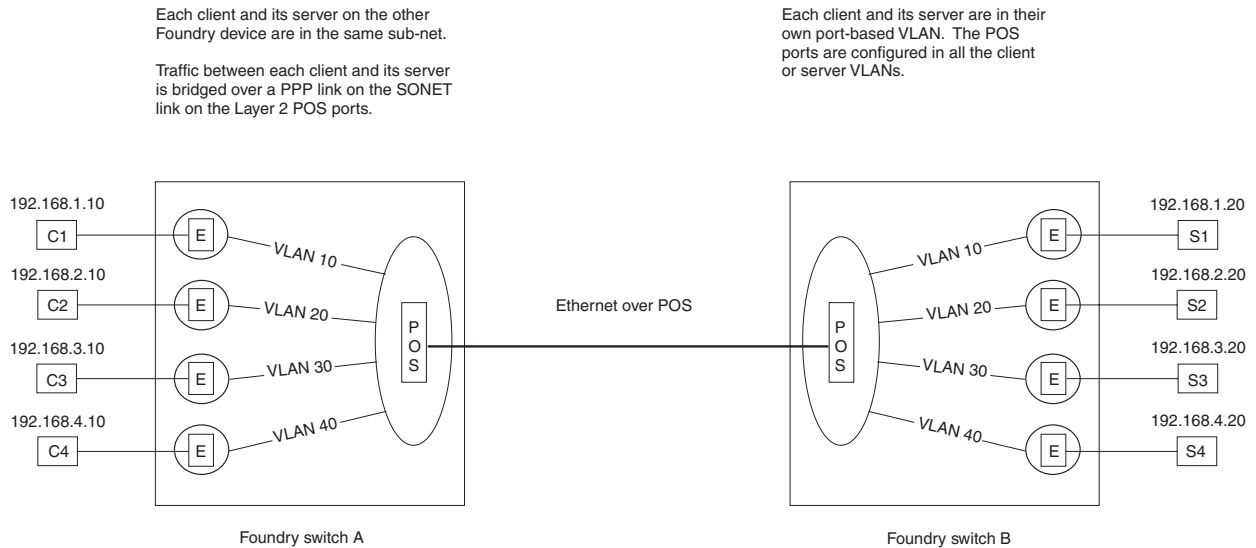 Each client and its server on the other
Foundry device are in the same sub-net.
Traffic between each client and its server
is bridged over a PPP link on the SONET
link on the Layer 2 POS ports.
Each client and its server are in their
own port-based VLAN.  The POS
ports are configured in all the client
or server VLANs.
192.168.1.10
C1
E
VLAN 10
192.168.2.10
C2
E
VLAN 20
192.168.3.10
C3
E
VLAN 30
192.168.4.10
C4
E
VLAN 40
P
O
S
Ethernet over POS
P
O
S
VLAN 10
E
192.168.1.20
S1
VLAN 20
E
192.168.2.20
S2
VLAN 30
E
192.168.3.20
S3
VLAN 40
E
192.168.4.20
S4
Foundry switch A
Foundry switch B